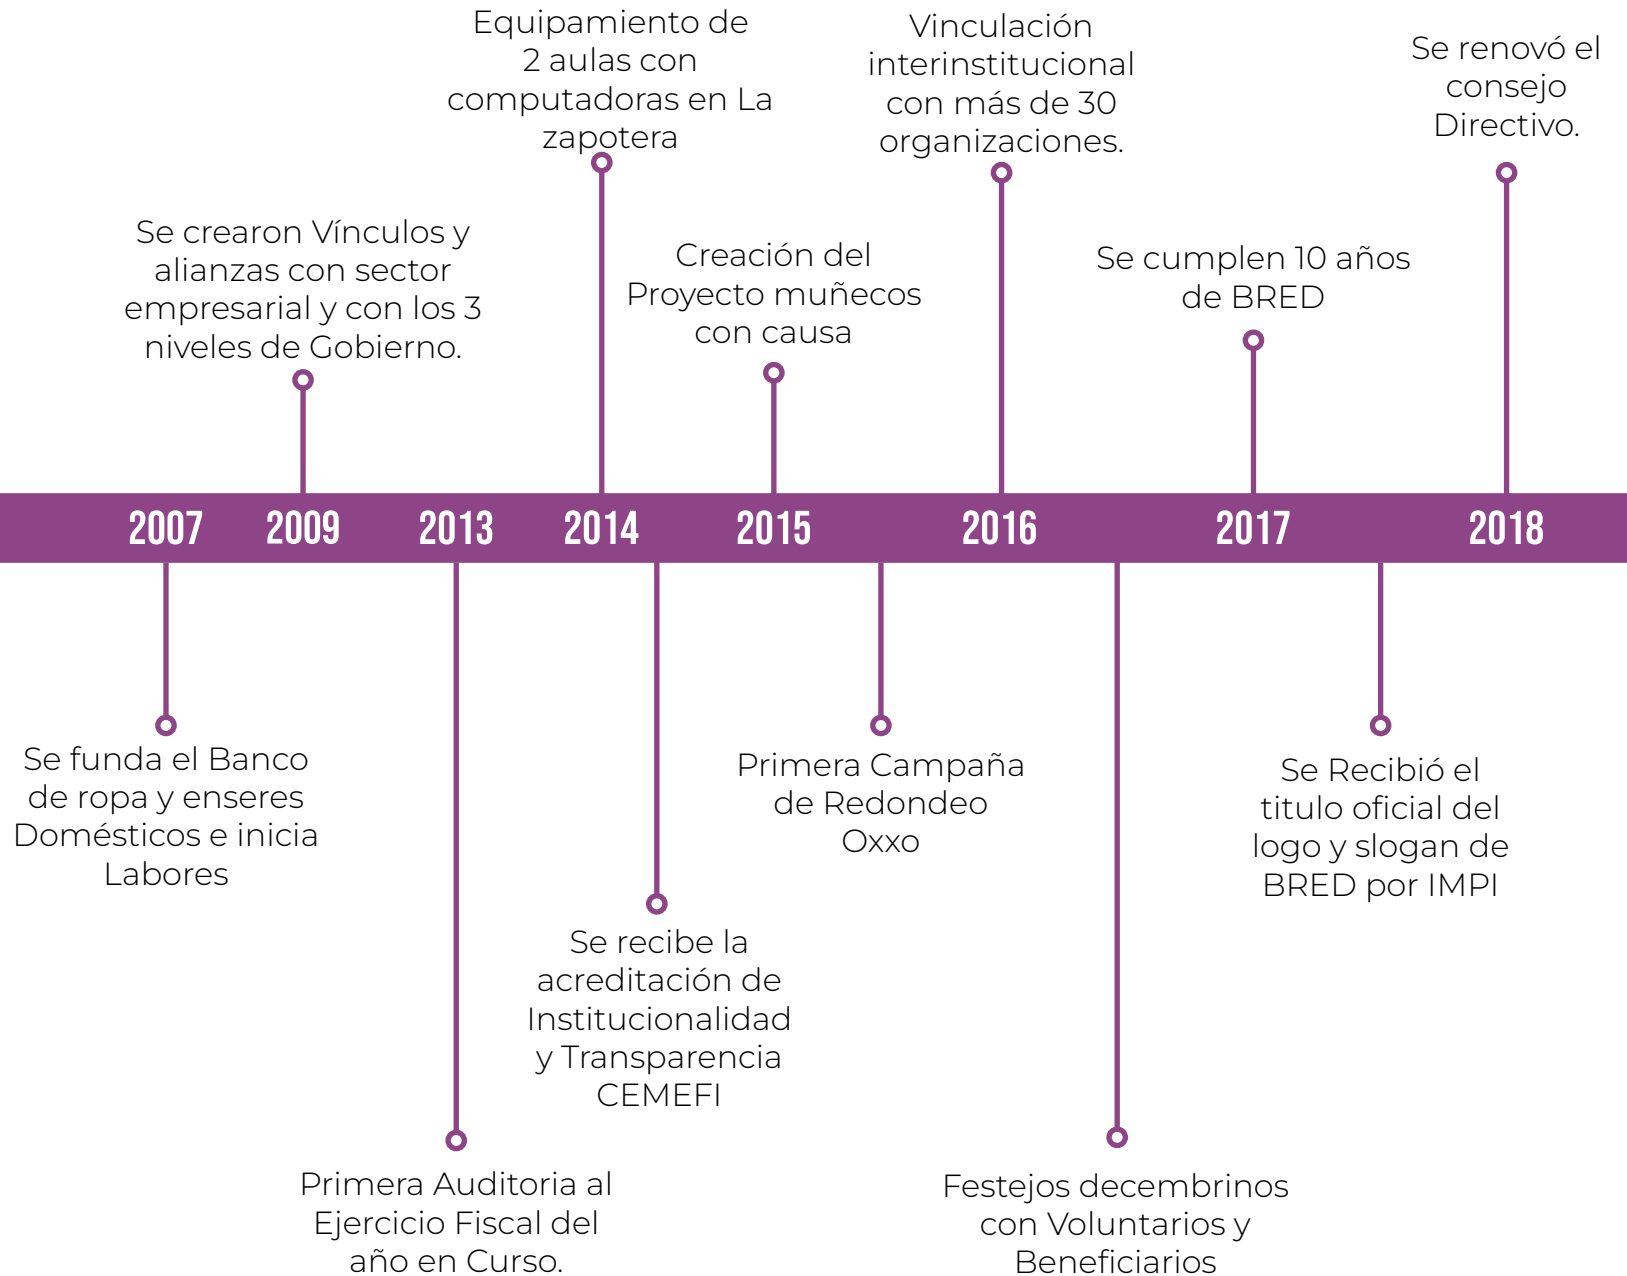 Equipamiento de
2 aulas con
computadoras en La
zapotera
Vinculación
interinstitucional
con más de 30
organizaciones.
Se renovó el
consejo
Directivo.
Se crearon Vínculos y
alianzas con sector
empresarial y con los 3
niveles de Gobierno.
Creación del
Proyecto muñecos
con causa
Se cumplen 10 años
de BRED
2007 2009 2013 2014 2015 2016 2017 2018
Se funda el Banco
de ropa y enseres
Domésticos e inicia
Labores
Primera Campaña
de Redondeo
Oxxo
Se Recibió el
titulo oficial del
logo y slogan de
BRED por IMPI
Se recibe la
acreditación de
Institucionalidad
y Transparencia
CEMEFI
Primera Auditoria al
Ejercicio Fiscal del
año en Curso.
Festejos decembrinos
con Voluntarios y
Beneficiarios